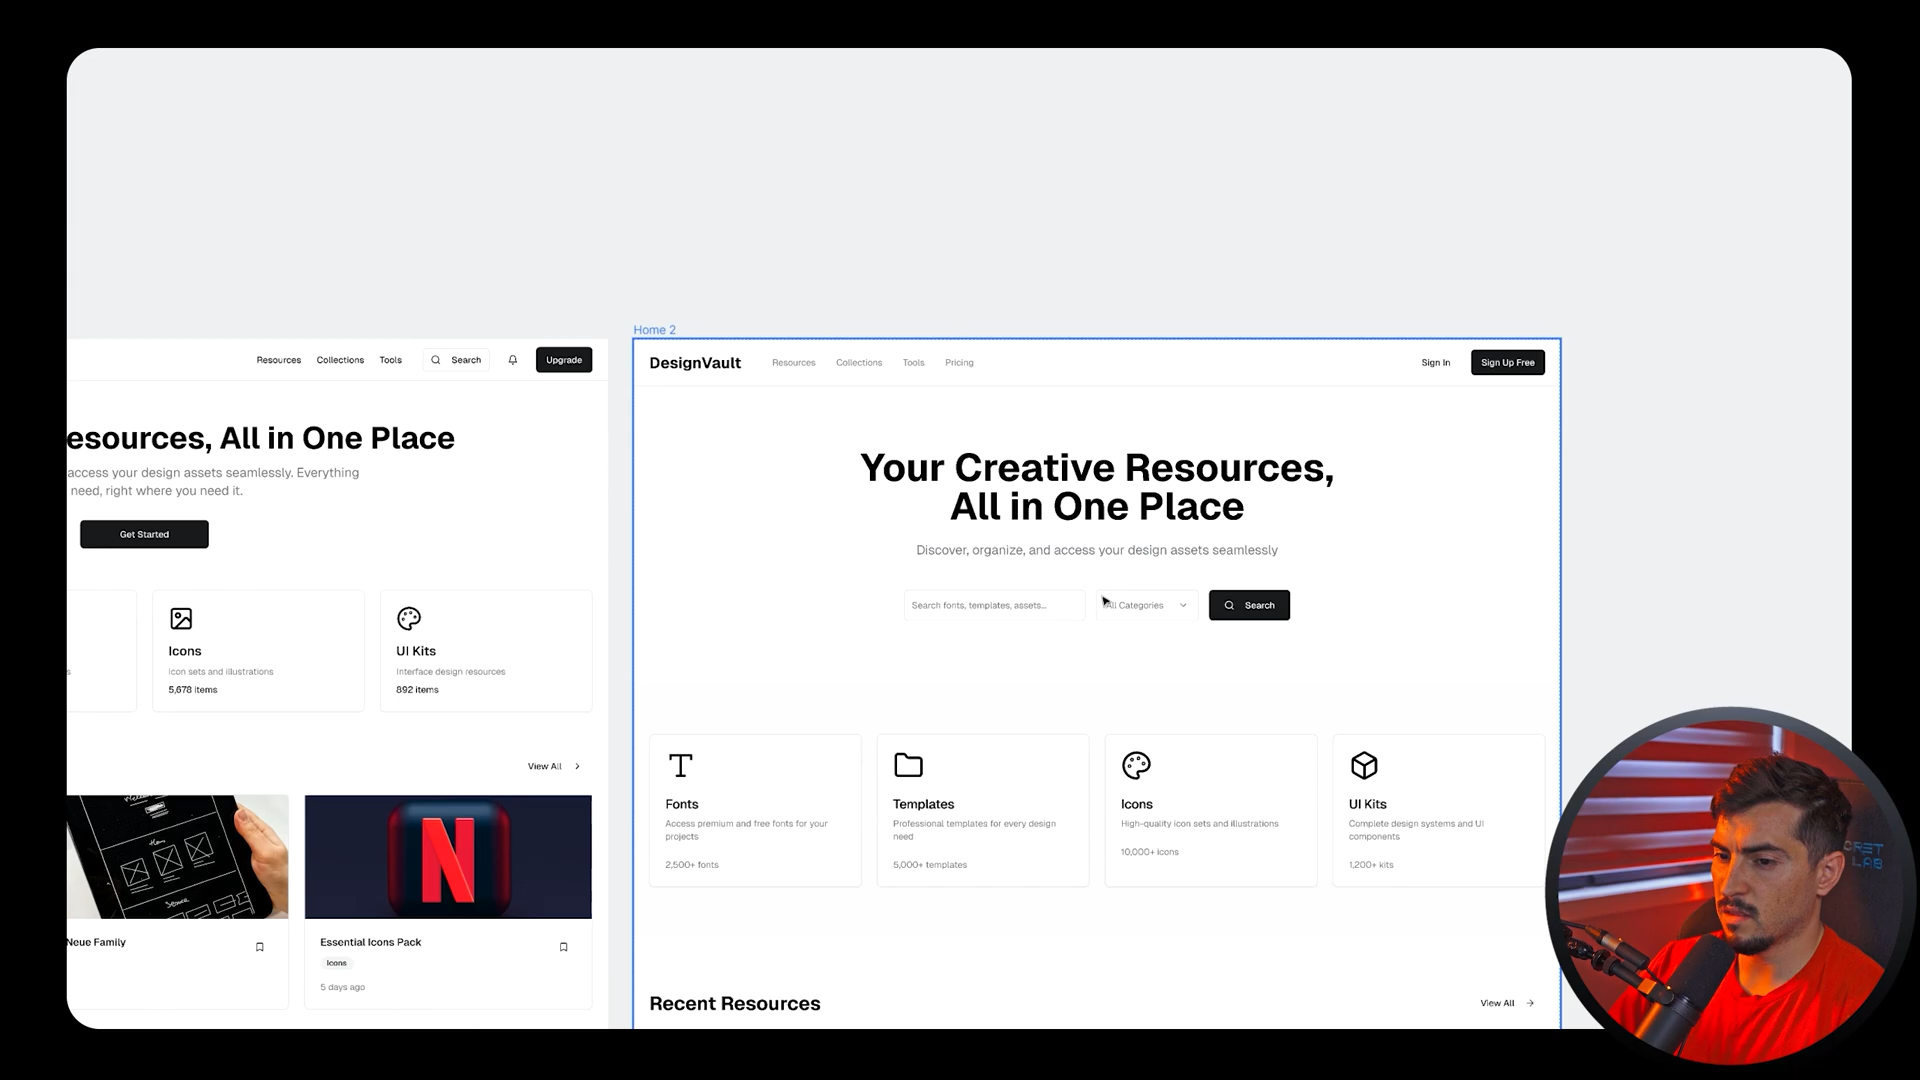 Home 2
Resources Collections Tools Search Upgrade
esources, All in One Place
access your design assets seamlessly. Everything
need, right where you need it.
Get Started
Icons
Icon sets and illustrations
5,678 items
UI Kits
Interface design resources
892 items
View All
Neue Family
Essential Icons Pack
Icons
5 days ago
DesignVault Resources Collections Tools Pricing Sign In Sign Up Free
Your Creative Resources,
All in One Place
Discover, organize, and access your design assets seamlessly
Search fonts, templates, assets... All Categories Search
Fonts
Access premium and free fonts for your
projects
2,500+ fonts
Templates
Professional templates for every design
need
5,000+ templates
Icons
High-quality icon sets and illustrations
10,000+ icons
UI Kits
Complete design systems and UI
components
1,200+ kits
Recent Resources View All
N